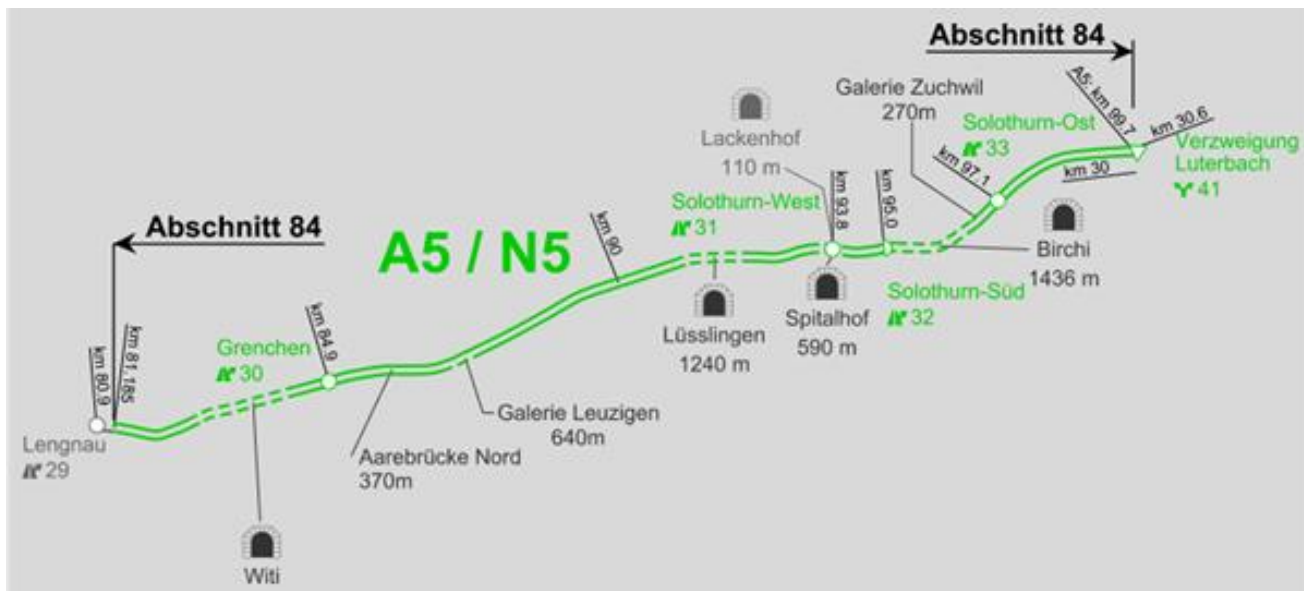 Abschnitt 84
Galerie Zuchwil
270m
A5: km 99.7
km 30.6
Lackenhof
110 m
Solothurn-Ost
33
km 97.1
km 30
Verzweigung
Luterbach
41
Abschnitt 84
A5 / N5
km 90
Solothurn-West
31
km 93.8
km 95.0
Birchi
1436 m
Solothurn-Süd
32
Lüsslingen
1240 m
Spitalhof
590 m
km 80.9
km 81.185
Grenchen
30
km 84.9
Galerie Leuzigen
640m
Lengnau
29
Aarebrücke Nord
370m
Witi